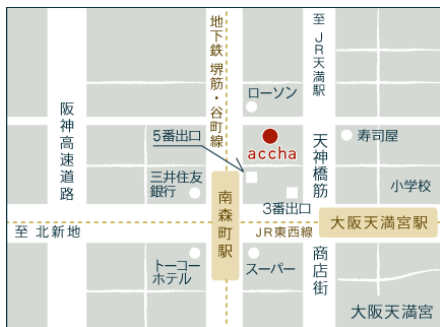 至 JR天満駅
地下鉄 堺筋・谷町線
ローソン
阪神高速道路
5番出口
accha
天神橋筋
寿司屋
三井住友
銀行
小学校
南森町駅
3番出口
大阪天満宮駅
至 北新地
JR東西線
トーコー
ホテル
スーパー
商店街
大阪天満宮